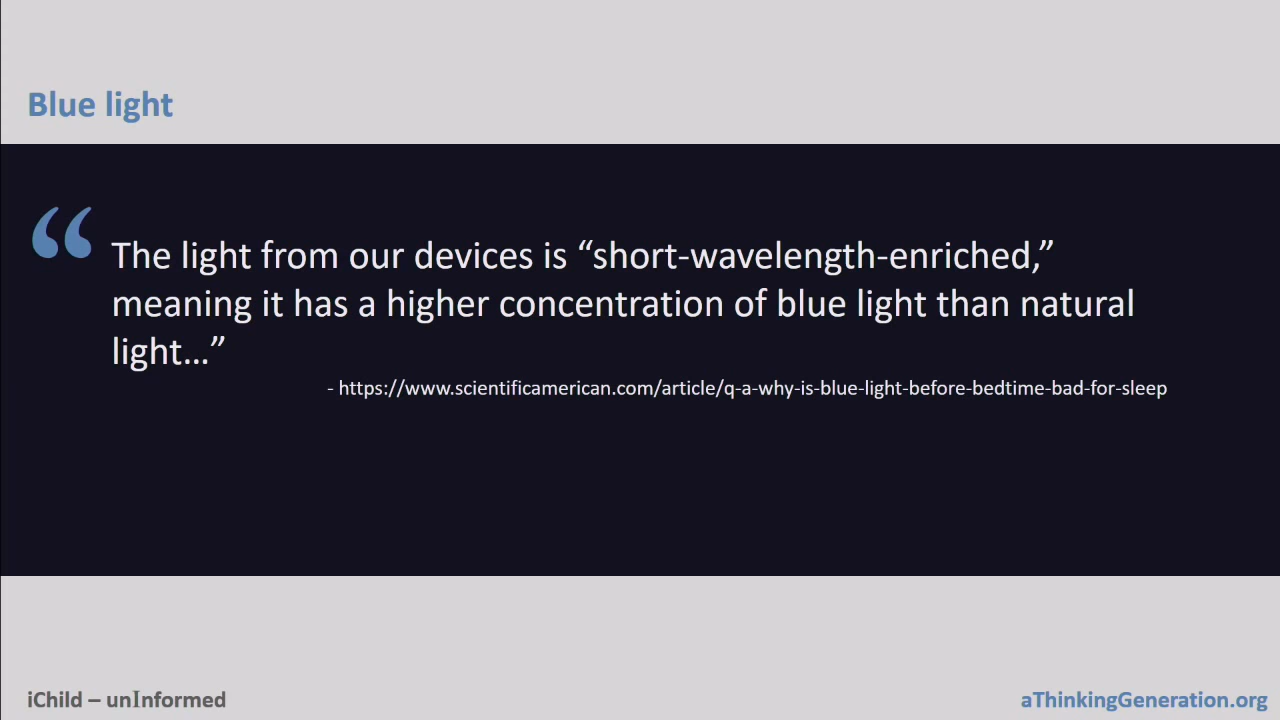 Blue light
“
The light from our devices is “short-wavelength-enriched,”
meaning it has a higher concentration of blue light than natural
light…”
- https://www.scientificamerican.com/article/q-a-why-is-blue-light-before-bedtime-bad-for-sleep
iChild – unInformed
aThinkingGeneration.org